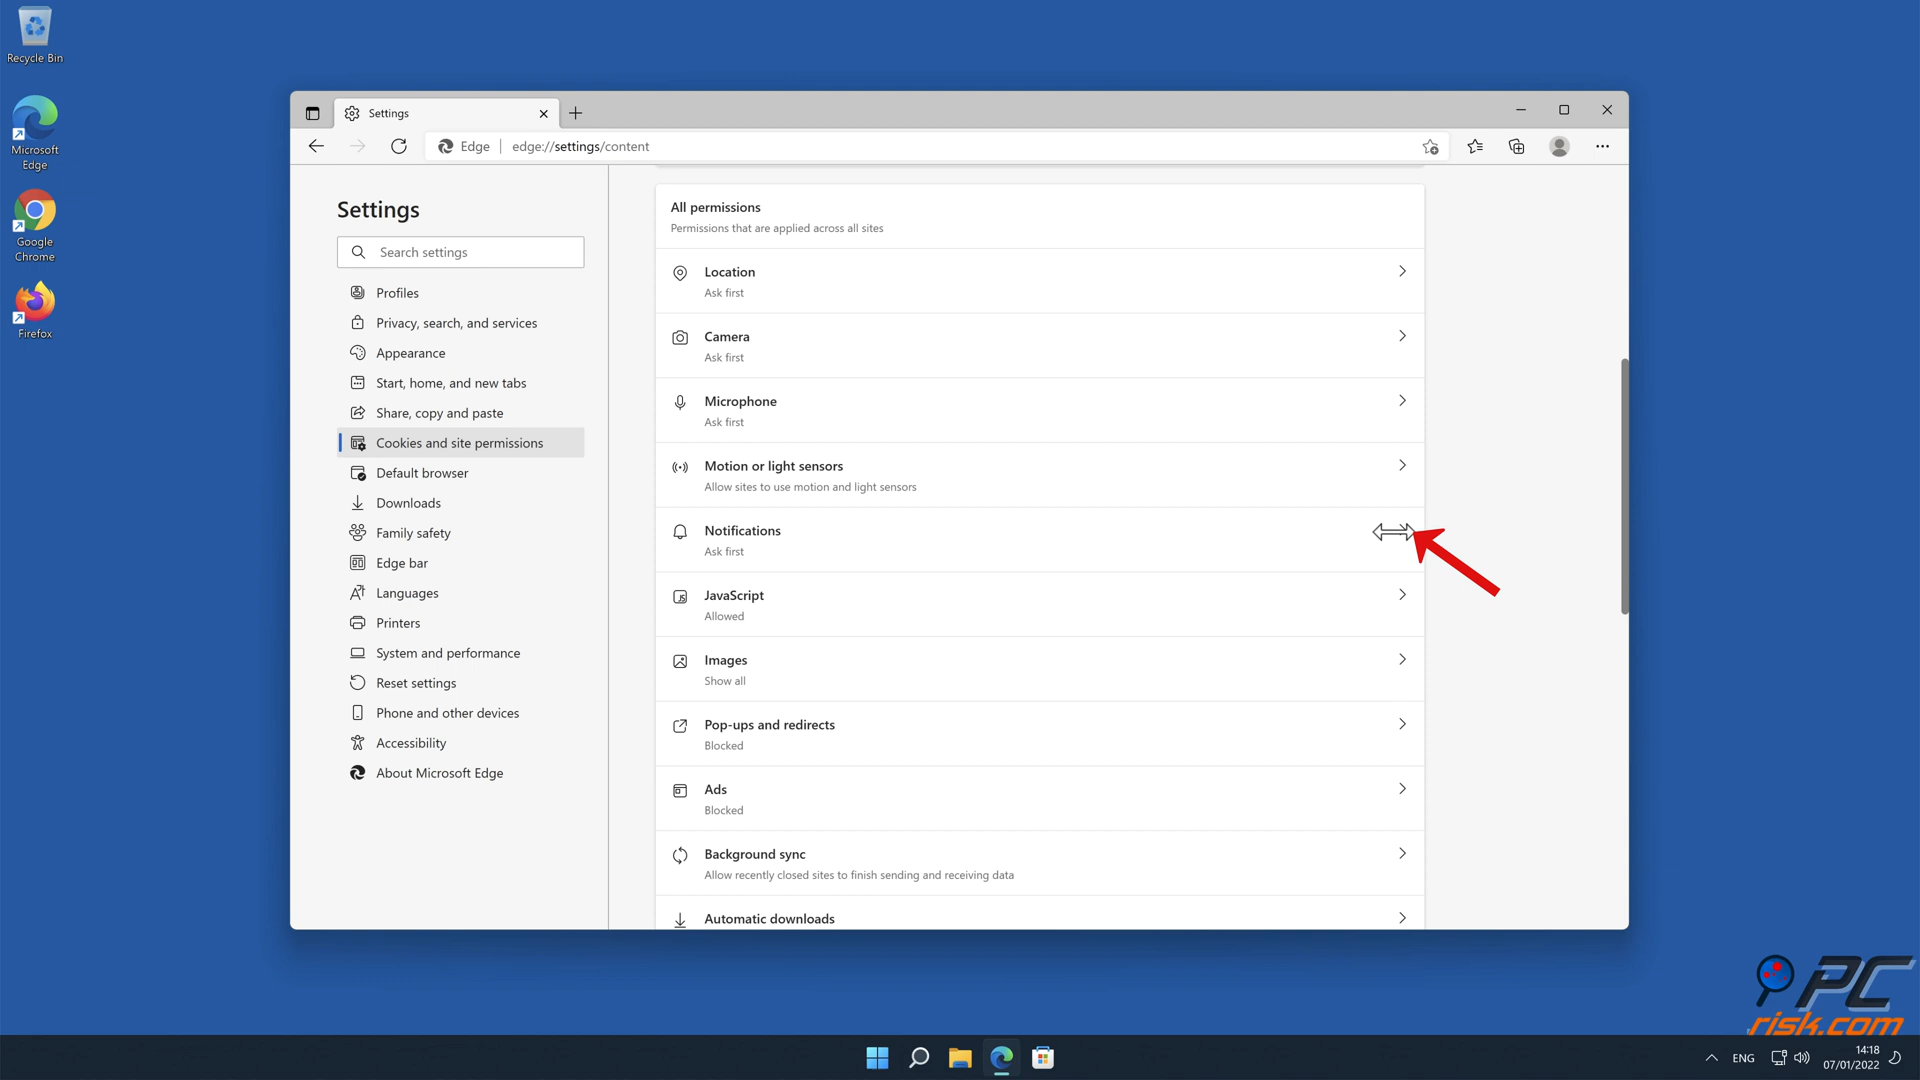 Recycle Bin
Microsoft
Edge
Google
Chrome
Firefox
Settings
Edge
edge://settings/content
Settings
Search settings
Profiles
Privacy, search, and services
Appearance
Start, home, and new tabs
Share, copy and paste
Cookies and site permissions
Default browser
Downloads
Family safety
Edge bar
Languages
Printers
System and performance
Reset settings
Phone and other devices
Accessibility
About Microsoft Edge
All permissions
Permissions that are applied across all sites
Location
Ask first
Camera
Ask first
Microphone
Ask first
Motion or light sensors
Allow sites to use motion and light sensors
Notifications
Ask first
JavaScript
Allowed
Images
Show all
Pop-ups and redirects
Blocked
Ads
Blocked
Background sync
Allow recently closed sites to finish sending and receiving data
Automatic downloads
PC
risk.com
ENG
14:18
07/01/2022